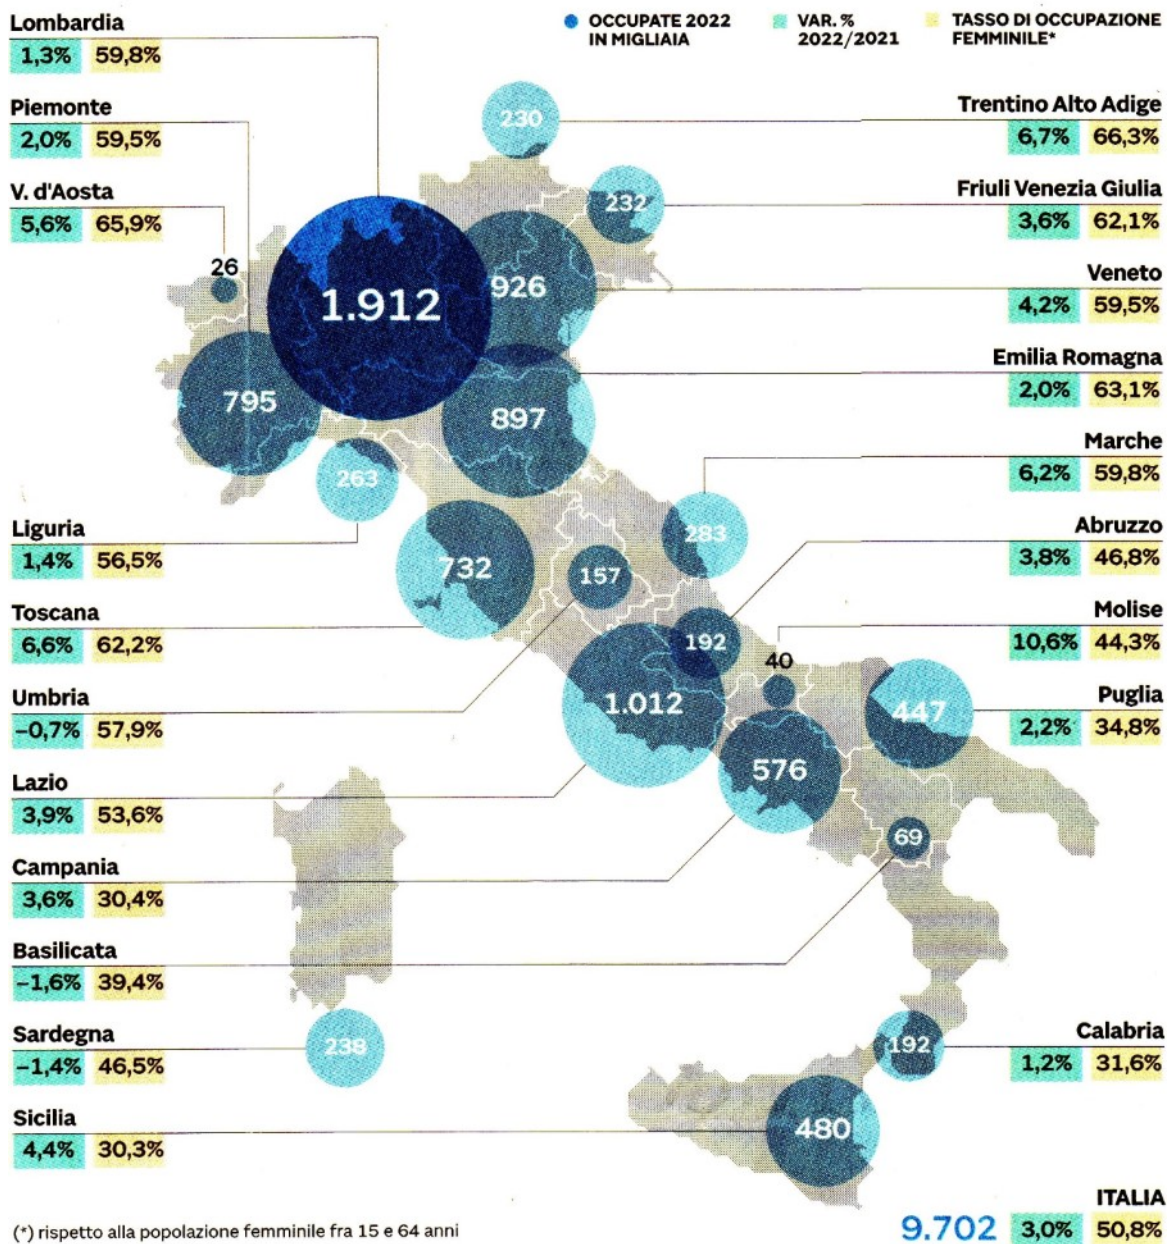 Lombardia
1,3% 59,8%
Piemonte
2,0% 59,5%
V. d'Aosta
5,6% 65,9%
OCCUPATE 2022
IN MIGLIAIA
VAR. %
2022/2021
TASSO DI OCCUPAZIONE
FEMMINILE*
Trentino Alto Adige
6,7% 66,3%
Friuli Venezia Giulia
3,6% 62,1%
Veneto
4,2% 59,5%
Emilia Romagna
2,0% 63,1%
Marche
6,2% 59,8%
Abruzzo
3,8% 46,8%
Molise
10,6% 44,3%
Puglia
2,2% 34,8%
230
232
26
1.912
926
795
897
263
283
732
157
192
40
1.012
447
576
69
238
192
480
Liguria
1,4% 56,5%
Toscana
6,6% 62,2%
Umbria
–0,7% 57,9%
Lazio
3,9% 53,6%
Campania
3,6% 30,4%
Basilicata
–1,6% 39,4%
Sardegna
–1,4% 46,5%
Sicilia
4,4% 30,3%
Calabria
1,2% 31,6%
(*) rispetto alla popolazione femminile fra 15 e 64 anni
ITALIA
9.702 3,0% 50,8%